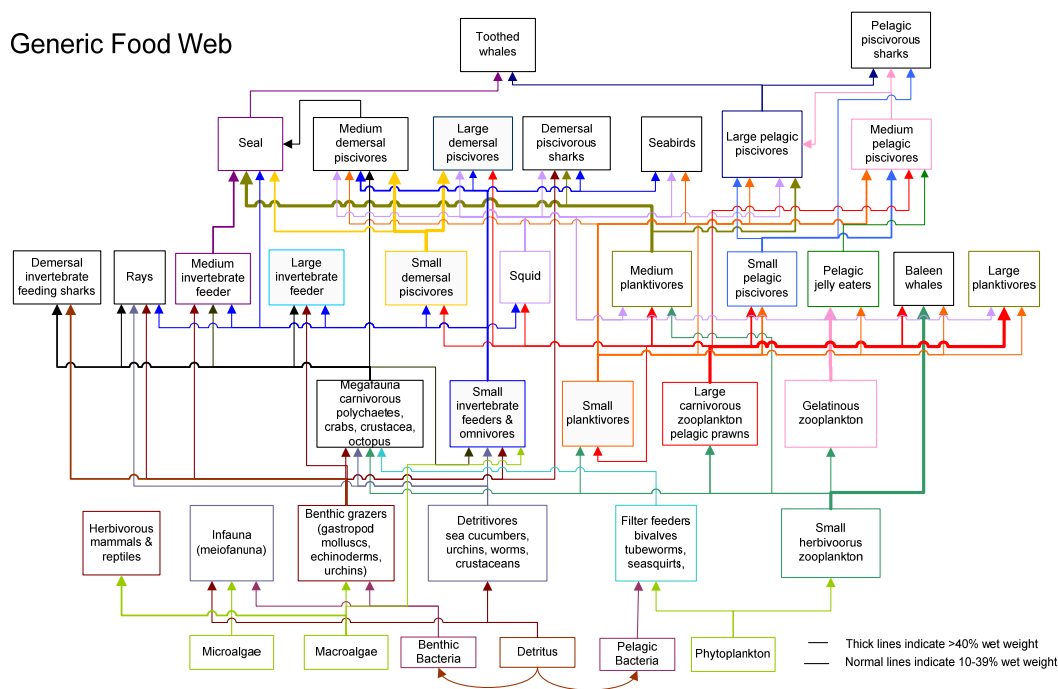 Generic Food Web
Toothed
whales
Pelagic
piscivorous
sharks
Seal
Medium
demersal
piscivores
Large
demersal
piscivores
Demersal
piscivorous
sharks
Seabirds
Large pelagic
piscivores
Medium
pelagic
piscivores
Demersal
invertebrate
feeding sharks
Rays
Medium
invertebrate
feeder
Large
invertebrate
feeder
Small
demersal
piscivores
Squid
Medium
planktivores
Small
pelagic
piscivores
Pelagic
jelly eaters
Baleen
whales
Large
planktivores
Megafauna
carnivorous
polychaetes,
crabs, crustacea,
octopus
Small
invertebrate
feeders &
omnivores
Small
planktivores
Large
carnivorous
zooplankton
pelagic prawns
Gelatinous
zooplankton
Herbivorous
mammals &
reptiles
Infauna
(meiofanuna)
Benthic grazers
(gastropod
molluscs,
echinoderms,
urchins)
Detritivores
sea cucumbers,
urchins, worms,
crustaceans
Filter feeders
bivalves
tubeworms,
seasquirts,
Small
herbivoorus
zooplankton
Microalgae
Macroalgae
Benthic
Bacteria
Detritus
Pelagic
Bacteria
Phytoplankton
Thick lines indicate >40% wet weight
Normal lines indicate 10-39% wet weight